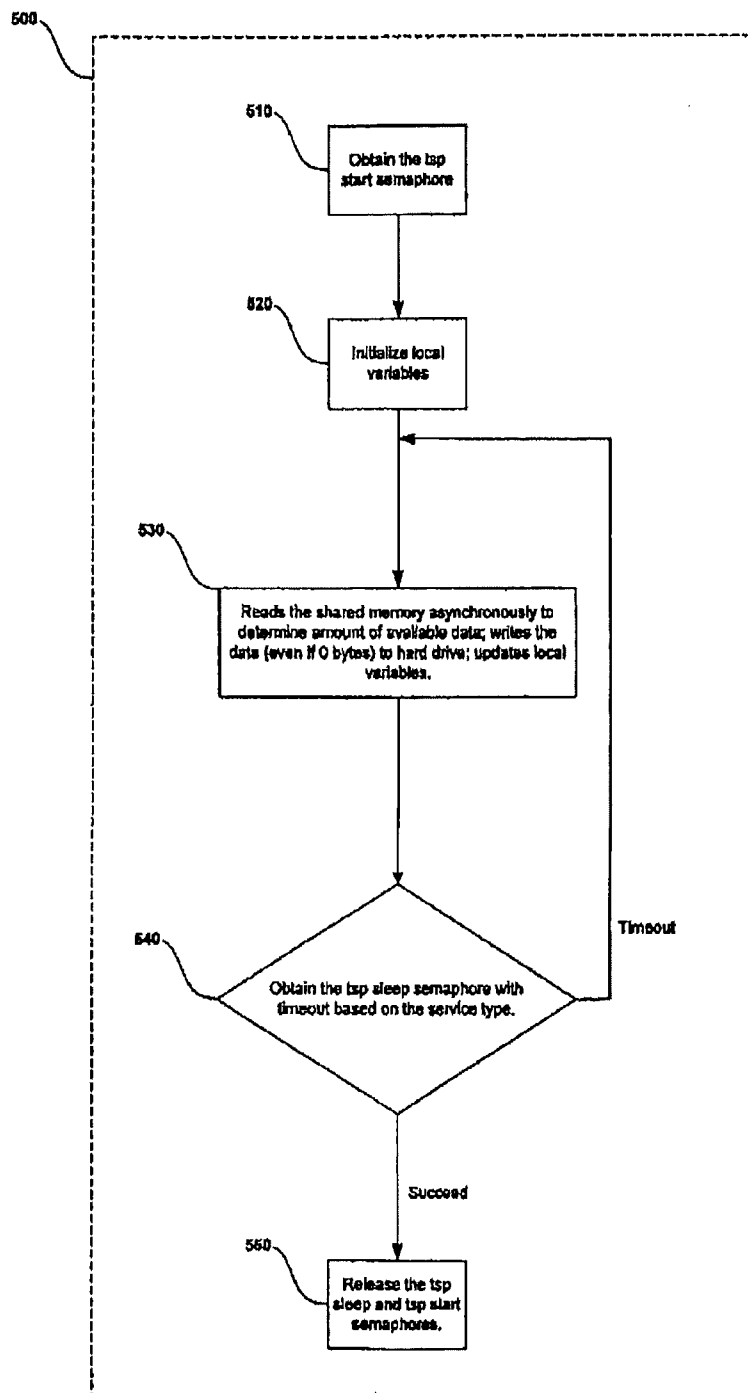 500
510
Obtain the tsp
start semaphore
520
Initialize local
variables
530
Reads the shared memory asynchronously to
determine amount of available data; writes the
data (even if 0 bytes) to hard drive; updates local
variables.
540
Obtain the tsp sleep semaphore with
timeout based on the service type.
Timeout
Succeed
550
Release the tsp
sleep and tsp start
semaphores.